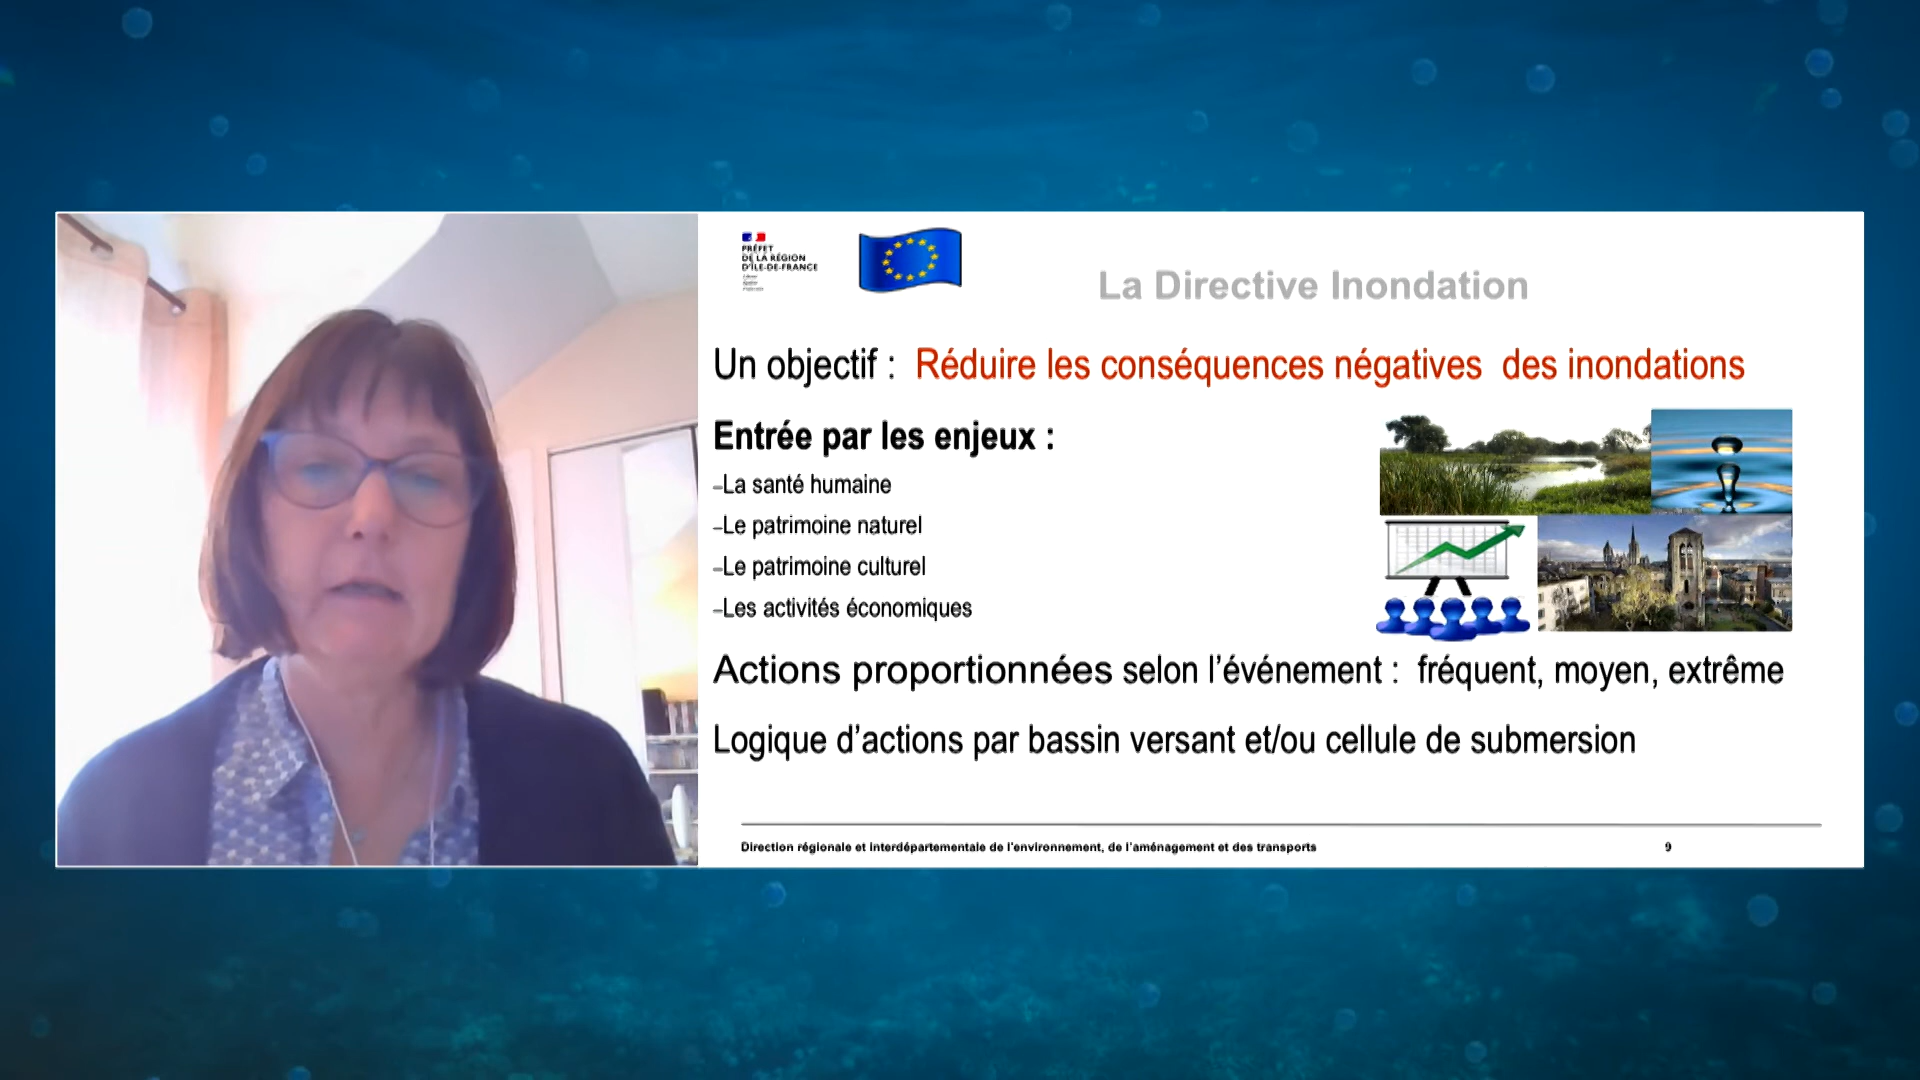 PRÉFET
DE LA RÉGION
D'ÎLE-DE-FRANCE
La Directive Inondation
Un objectif : Réduire les conséquences négatives des inondations
Entrée par les enjeux :
–La santé humaine
–Le patrimoine naturel
–Le patrimoine culturel
–Les activités économiques
Actions proportionnées selon l’événement : fréquent, moyen, extrême
Logique d’actions par bassin versant et/ou cellule de submersion
Direction régionale et interdépartementale de l'environnement, de l'aménagement et des transports
9